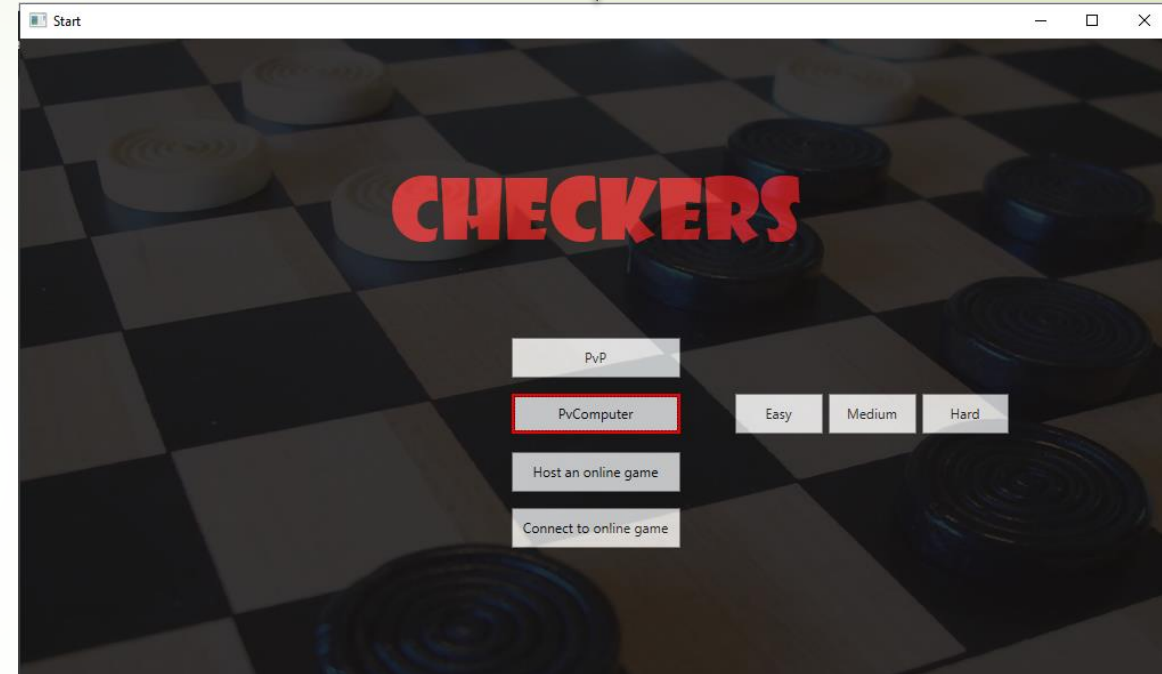 Start
CHECKERS
PvP
PvComputer
Easy Medium Hard
Host an online game
Connect to online game